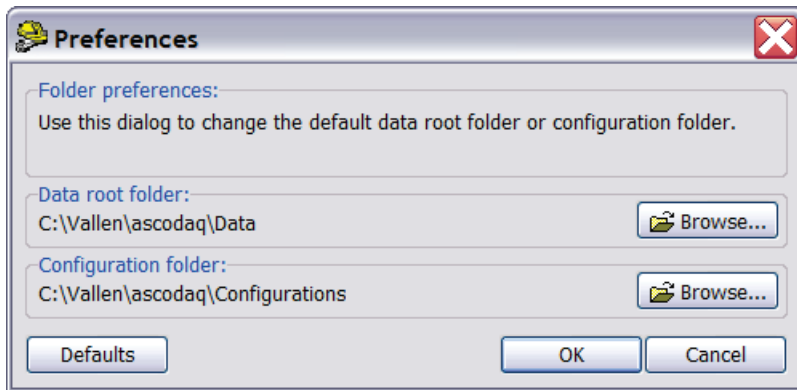 Preferences
Folder preferences:
Use this dialog to change the default data root folder or configuration folder.
Data root folder:
C:\Vallen\ascodaq\Data
Browse...
Configuration folder:
C:\Vallen\ascodaq\Configurations
Browse...
Defaults
OK
Cancel